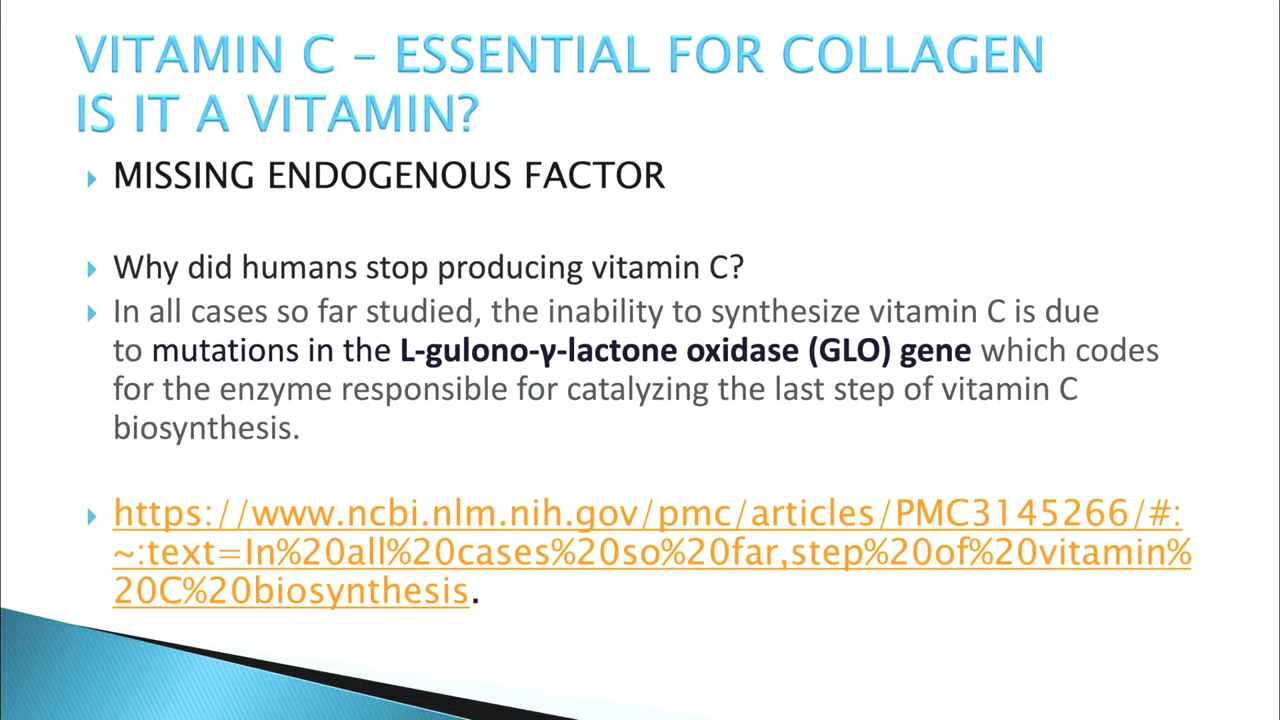 VITAMIN C – ESSENTIAL FOR COLLAGEN
IS IT A VITAMIN?
MISSING ENDOGENOUS FACTOR
Why did humans stop producing vitamin C?
In all cases so far studied, the inability to synthesize vitamin C is due
to mutations in the L-gulono-γ-lactone oxidase (GLO) gene which codes
for the enzyme responsible for catalyzing the last step of vitamin C
biosynthesis.
https://www.ncbi.nlm.nih.gov/pmc/articles/PMC3145266/#:
~:text=In%20all%20cases%20so%20far,step%20of%20vitamin%
20C%20biosynthesis.